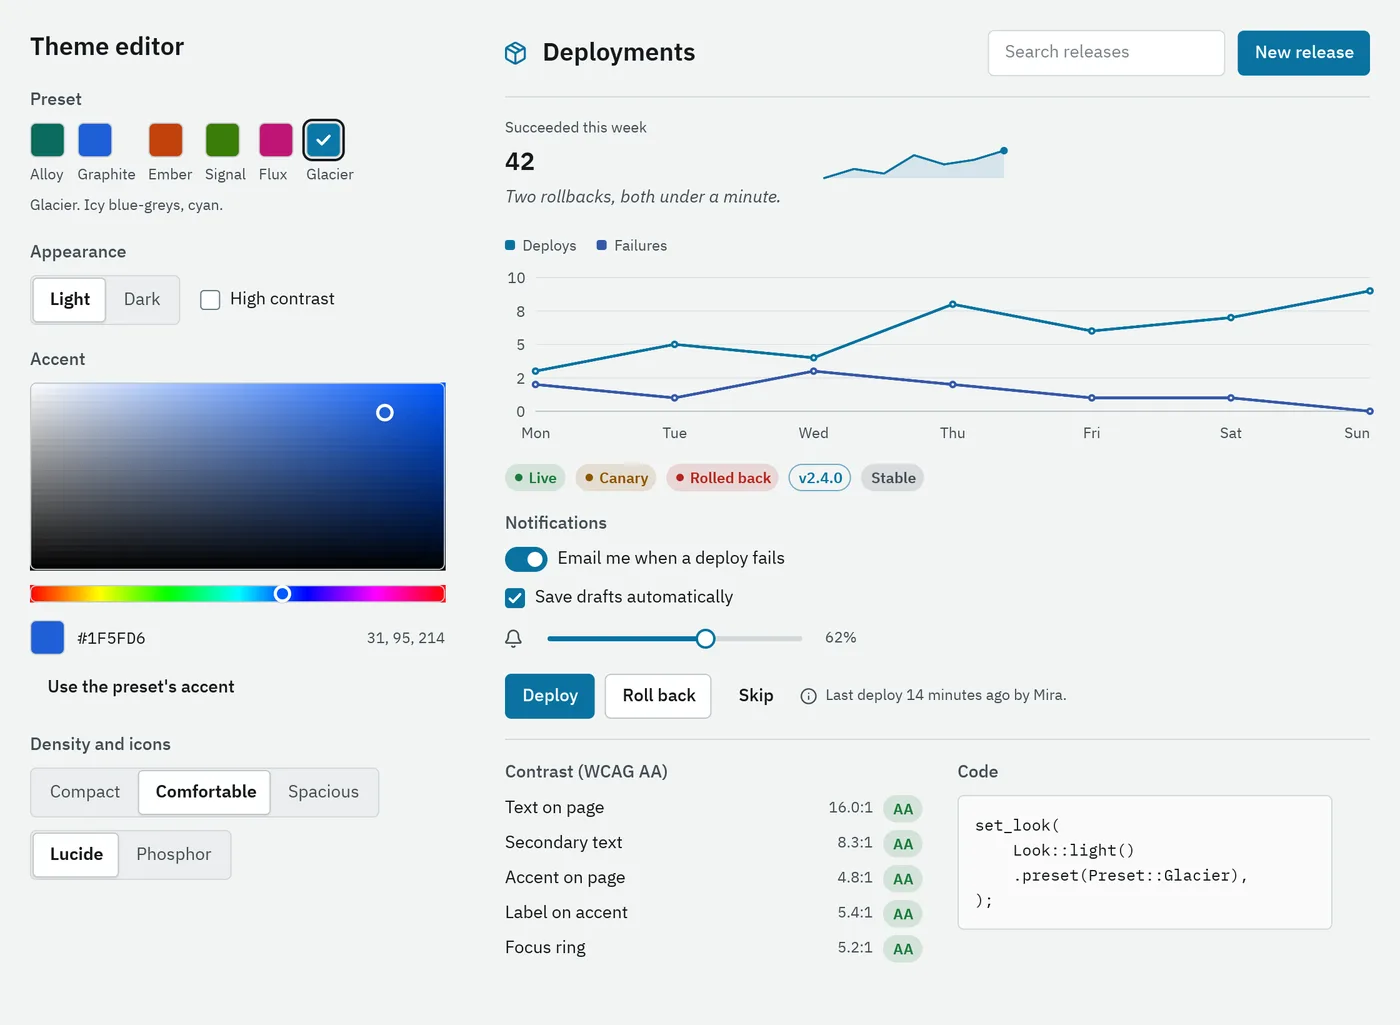 Theme editor
Preset
Alloy Graphite Ember Signal Flux Glacier
Glacier. Icy blue-greys, cyan.
Appearance
Light Dark High contrast
Accent
#1F5FD6 31, 95, 214
Use the preset's accent
Density and icons
Compact Comfortable Spacious
Lucide Phosphor
Deployments Search releases New release
Succeeded this week
42
Two rollbacks, both under a minute.
Deploys Failures
10
8
5
2
0
Mon Tue Wed Thu Fri Sat Sun
Live Canary Rolled back v2.4.0 Stable
Notifications
Email me when a deploy fails
Save drafts automatically
62%
Deploy Roll back Skip Last deploy 14 minutes ago by Mira.
Contrast (WCAG AA)
Text on page 16.0:1 AA
Secondary text 8.3:1 AA
Accent on page 4.8:1 AA
Label on accent 5.4:1 AA
Focus ring 5.2:1 AA
Code
set_look(
    Look::light()
    .preset(Preset::Glacier),
);